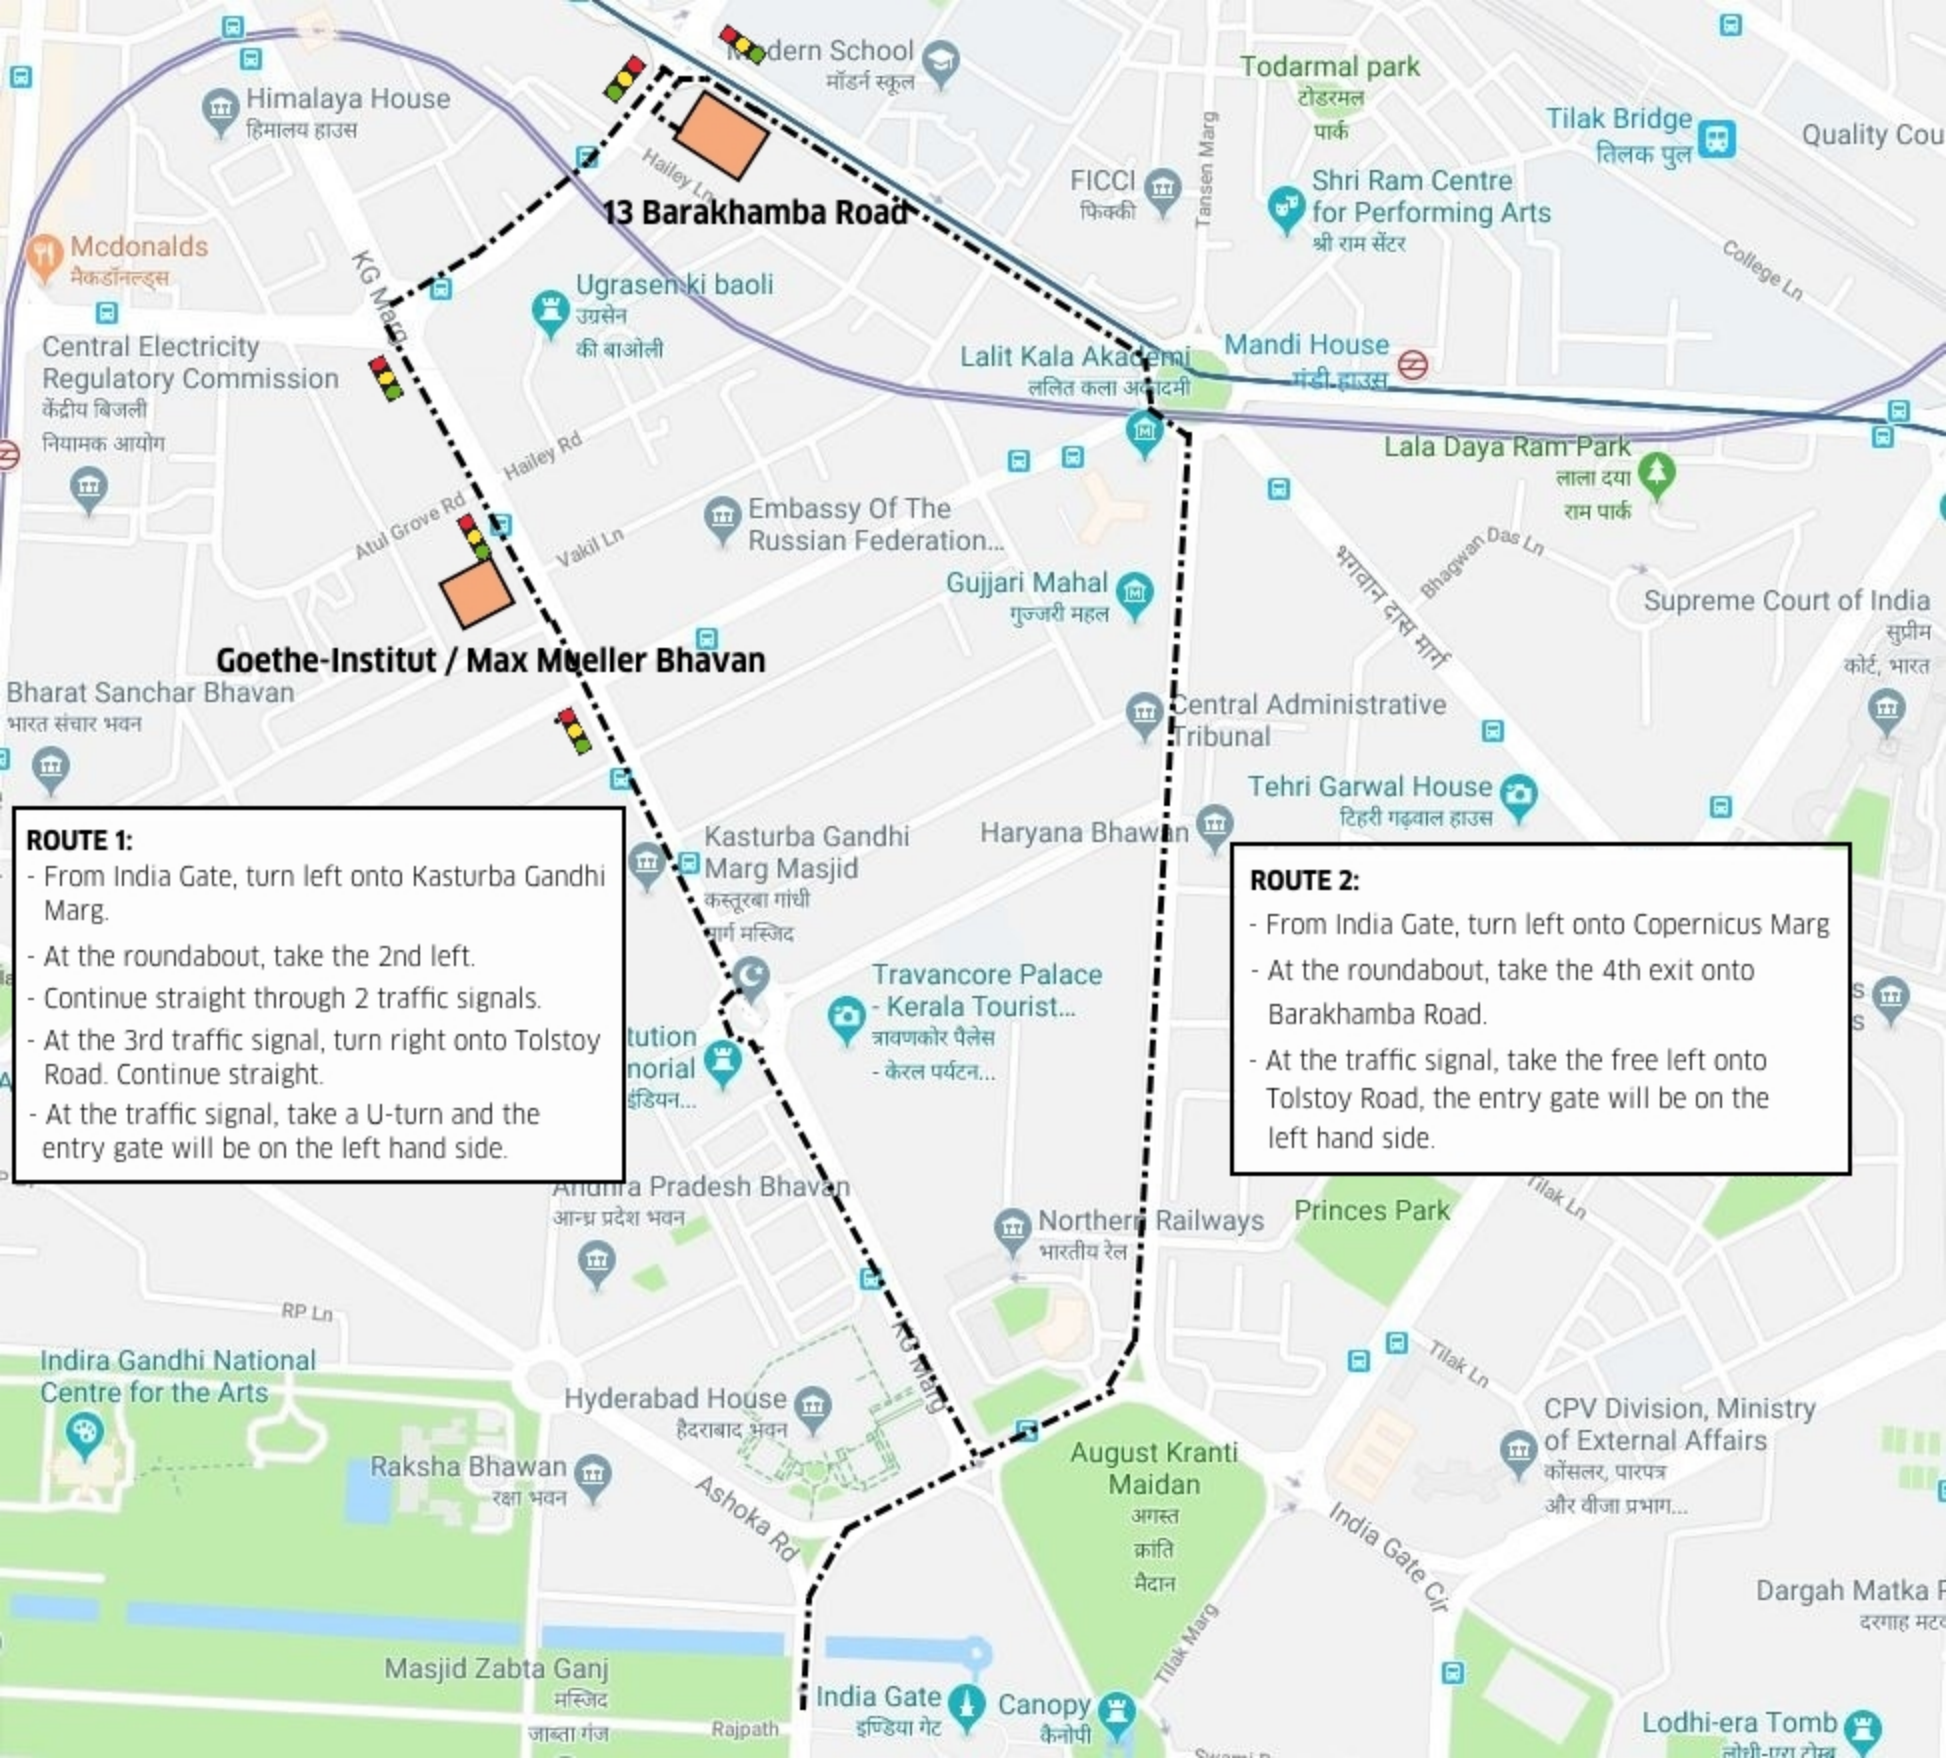 Modern School
मॉडर्न स्कूल
Todarmal park
टोडरमल
पार्क
Tilak Bridge
तिलक पुल
Himalaya House
हिमालय हाउस
Tansen Marg
Hailey Ln
FICCI
फिक्की
Shri Ram Centre
for Performing Arts
श्री राम सेंटर
13 Barakhamba Road
College Ln
Mcdonalds
मैकडॉनल्ड्स
KG Marg
Ugrasen ki baoli
उग्रसेन
की बाओली
Central Electricity
Regulatory Commission
केंद्रीय बिजली
नियामक आयोग
Lalit Kala Akademi
ललित कला अकादमी
Mandi House
मंडी हाउस
Hailey Rd
Lala Daya Ram Park
लाला दया
राम पार्क
Atul Grove Rd
Vakil Ln
Embassy Of The
Russian Federation...
Bhagwan Das Ln
भगवान दास मार्ग
Gujjari Mahal
गुज्जरी महल
Supreme Court of India
सुप्रीम
कोर्ट, भारत
Goethe-Institut / Max Mueller Bhavan
Bharat Sanchar Bhavan
भारत संचार भवन
Central Administrative
Tribunal
Tehri Garwal House
टिहरी गढ़वाल हाउस
Haryana Bhawan
Kasturba Gandhi
Marg Masjid
कस्तूरबा गांधी
मार्ग मस्जिद
ROUTE 1:
- From India Gate, turn left onto Kasturba Gandhi
Marg.
- At the roundabout, take the 2nd left.
- Continue straight through 2 traffic signals.
- At the 3rd traffic signal, turn right onto Tolstoy
Road. Continue straight.
- At the traffic signal, take a U-turn and the
entry gate will be on the left hand side.
ROUTE 2:
- From India Gate, turn left onto Copernicus Marg
- At the roundabout, take the 4th exit onto
Barakhamba Road.
- At the traffic signal, take the free left onto
Tolstoy Road, the entry gate will be on the
left hand side.
Travancore Palace
- Kerala Tourist...
त्रावणकोर पैलेस
- केरल पर्यटन...
Andhra Pradesh Bhavan
आन्ध्र प्रदेश भवन
Northern Railways
भारतीय रेल
Princes Park
Tilak Ln
RP Ln
KG Marg
Tilak Ln
Indira Gandhi National
Centre for the Arts
Hyderabad House
हैदराबाद भवन
Raksha Bhawan
रक्षा भवन
Ashoka Rd
August Kranti
Maidan
अगस्त
क्रांति
मैदान
CPV Division, Ministry
of External Affairs
कोंसलर, पारपत्र
और वीजा प्रभाग...
India Gate Cir
Tilak Marg
Dargah Matka
Masjid Zabta Ganj
मस्जिद
जाब्ता गंज
Rajpath
India Gate
इण्डिया गेट
Canopy
कैनोपी
Lodhi-era Tomb